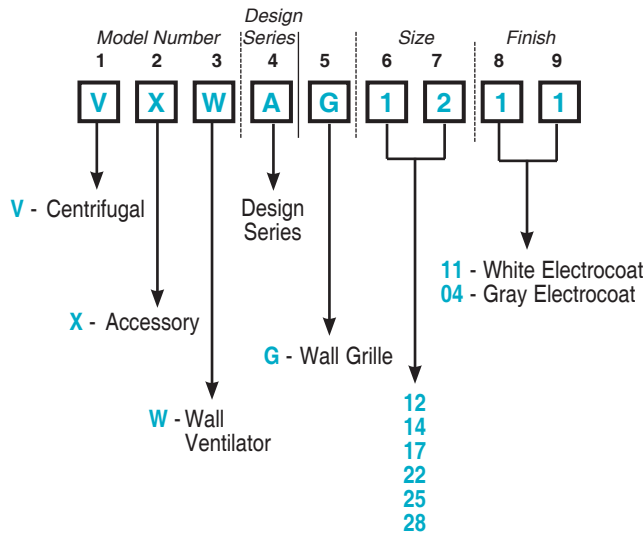 Design
Model Number Series Size Finish
1 2 3 4 5 6 7 8 9
V X W A G 1 2 1 1
V - Centrifugal
Design
Series
11 - White Electrocoat
04 - Gray Electrocoat
X - Accessory
G - Wall Grille
W - Wall
Ventilator
12
14
17
22
25
28